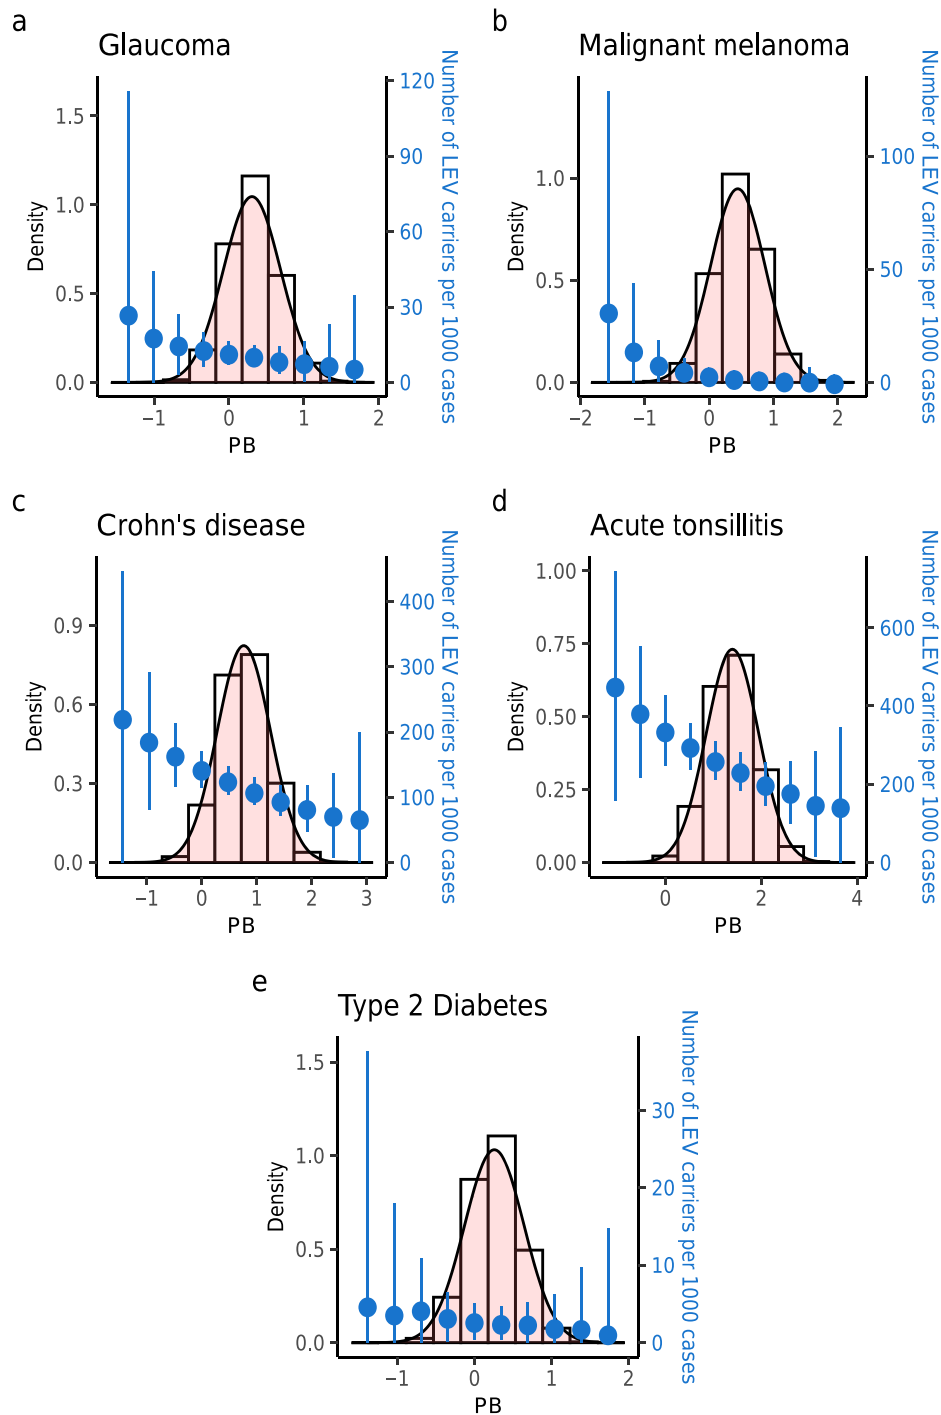 a
Glaucoma
Density
1.5
1.0
0.5
0.0
−1 0 1 2
PB
120
90
60
30
0
Number of LEV carriers per 1000 cases
b
Malignant melanoma
Density
1.0
0.5
0.0
−2 −1 0 1 2
PB
100
50
0
Number of LEV carriers per 1000 cases
c
Crohn's disease
Density
0.9
0.6
0.3
0.0
−1 0 1 2 3
PB
400
300
200
100
0
Number of LEV carriers per 1000 cases
d
Acute tonsillitis
Density
1.00
0.75
0.50
0.25
0.00
0 2 4
PB
600
400
200
0
Number of LEV carriers per 1000 cases
e
Type 2 Diabetes
Density
1.5
1.0
0.5
0.0
−1 0 1 2
PB
30
20
10
0
Number of LEV carriers per 1000 cases